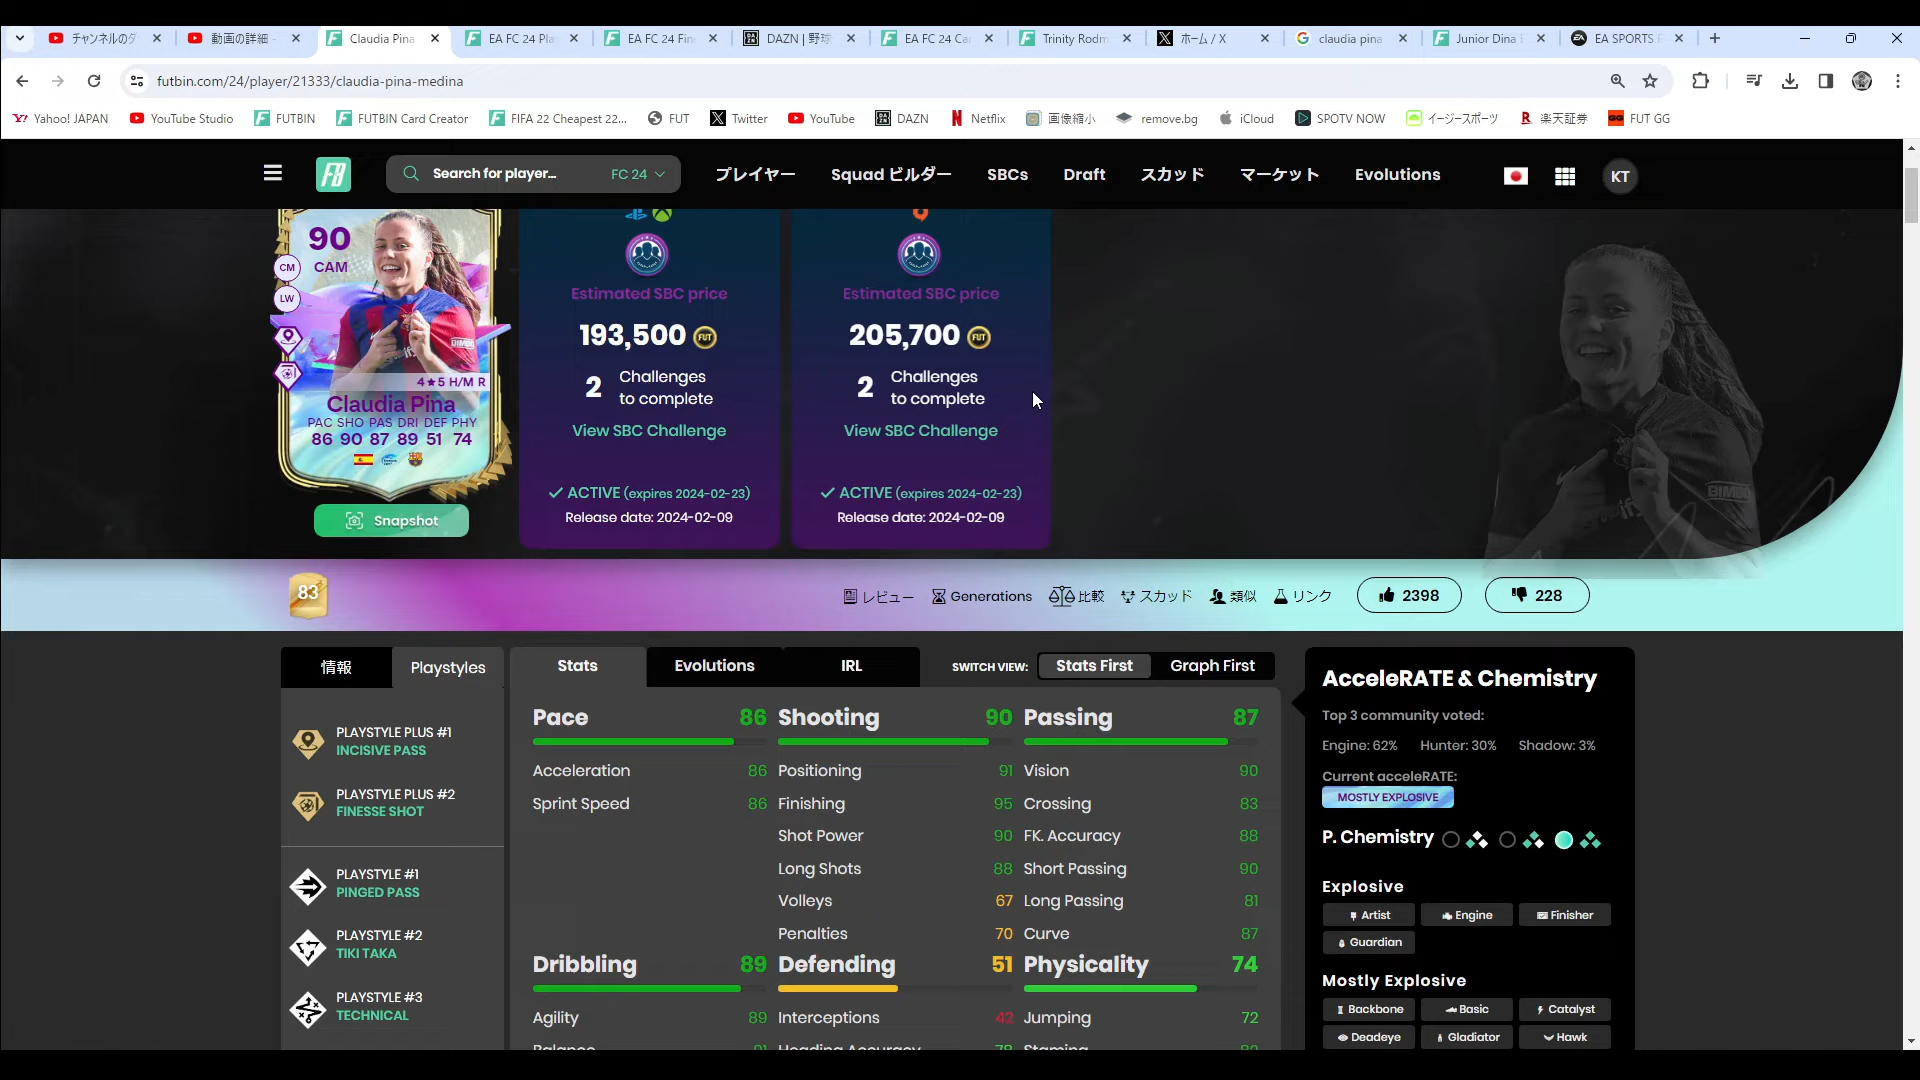 チャンネルのダ
動画の詳細 -
Claudia Pina
EA FC 24 Pla
EA FC 24 Fin
DAZN | 野球
EA FC 24 Ca
Trinity Rodm
ホーム / X
claudia pina
Junior Dina
EA SPORTS F
futbin.com/24/player/21333/claudia-pina-medina
Yahoo! JAPAN
YouTube Studio
FUTBIN
FUTBIN Card Creator
FIFA 22 Cheapest 22...
FUT
Twitter
YouTube
DAZN
Netflix
画像縮小
remove.bg
iCloud
SPOTV NOW
イージースポーツ
楽天証券
FUT GG
Search for player...
FC 24
プレイヤー
Squad ビルダー
SBCs
Draft
スカッド
マーケット
Evolutions
KT
90
CAM
CM
LW
4★5 H/M R
Claudia Pina
PAC SHO PAS DRI DEF PHY
86 90 87 89 51 74
Snapshot
Estimated SBC price
193,500
2 Challenges
to complete
View SBC Challenge
ACTIVE (expires 2024-02-23)
Release date: 2024-02-09
Estimated SBC price
205,700
2 Challenges
to complete
View SBC Challenge
ACTIVE (expires 2024-02-23)
Release date: 2024-02-09
83
レビュー
Generations
比較
スカッド
類似
リンク
2398
228
情報
Playstyles
PLAYSTYLE PLUS #1
INCISIVE PASS
PLAYSTYLE PLUS #2
FINESSE SHOT
PLAYSTYLE #1
PINGED PASS
PLAYSTYLE #2
TIKI TAKA
PLAYSTYLE #3
TECHNICAL
Stats
Evolutions
IRL
SWITCH VIEW:
Stats First
Graph First
Pace 86
Acceleration 86
Sprint Speed 86
Shooting 90
Positioning 91
Finishing 95
Shot Power 90
Long Shots 88
Volleys 67
Penalties 70
Passing 87
Vision 90
Crossing 83
FK. Accuracy 88
Short Passing 90
Long Passing 81
Curve 87
Dribbling 89
Agility 89
Balance 91
Defending 51
Interceptions 42
Heading Accuracy 78
Physicality 74
Jumping 72
Stamina
AcceleRATE & Chemistry
Top 3 community voted:
Engine: 62% Hunter: 30% Shadow: 3%
Current acceleRATE:
MOSTLY EXPLOSIVE
P. Chemistry
Explosive
Artist
Engine
Finisher
Guardian
Mostly Explosive
Backbone
Basic
Catalyst
Deadeye
Gladiator
Hawk